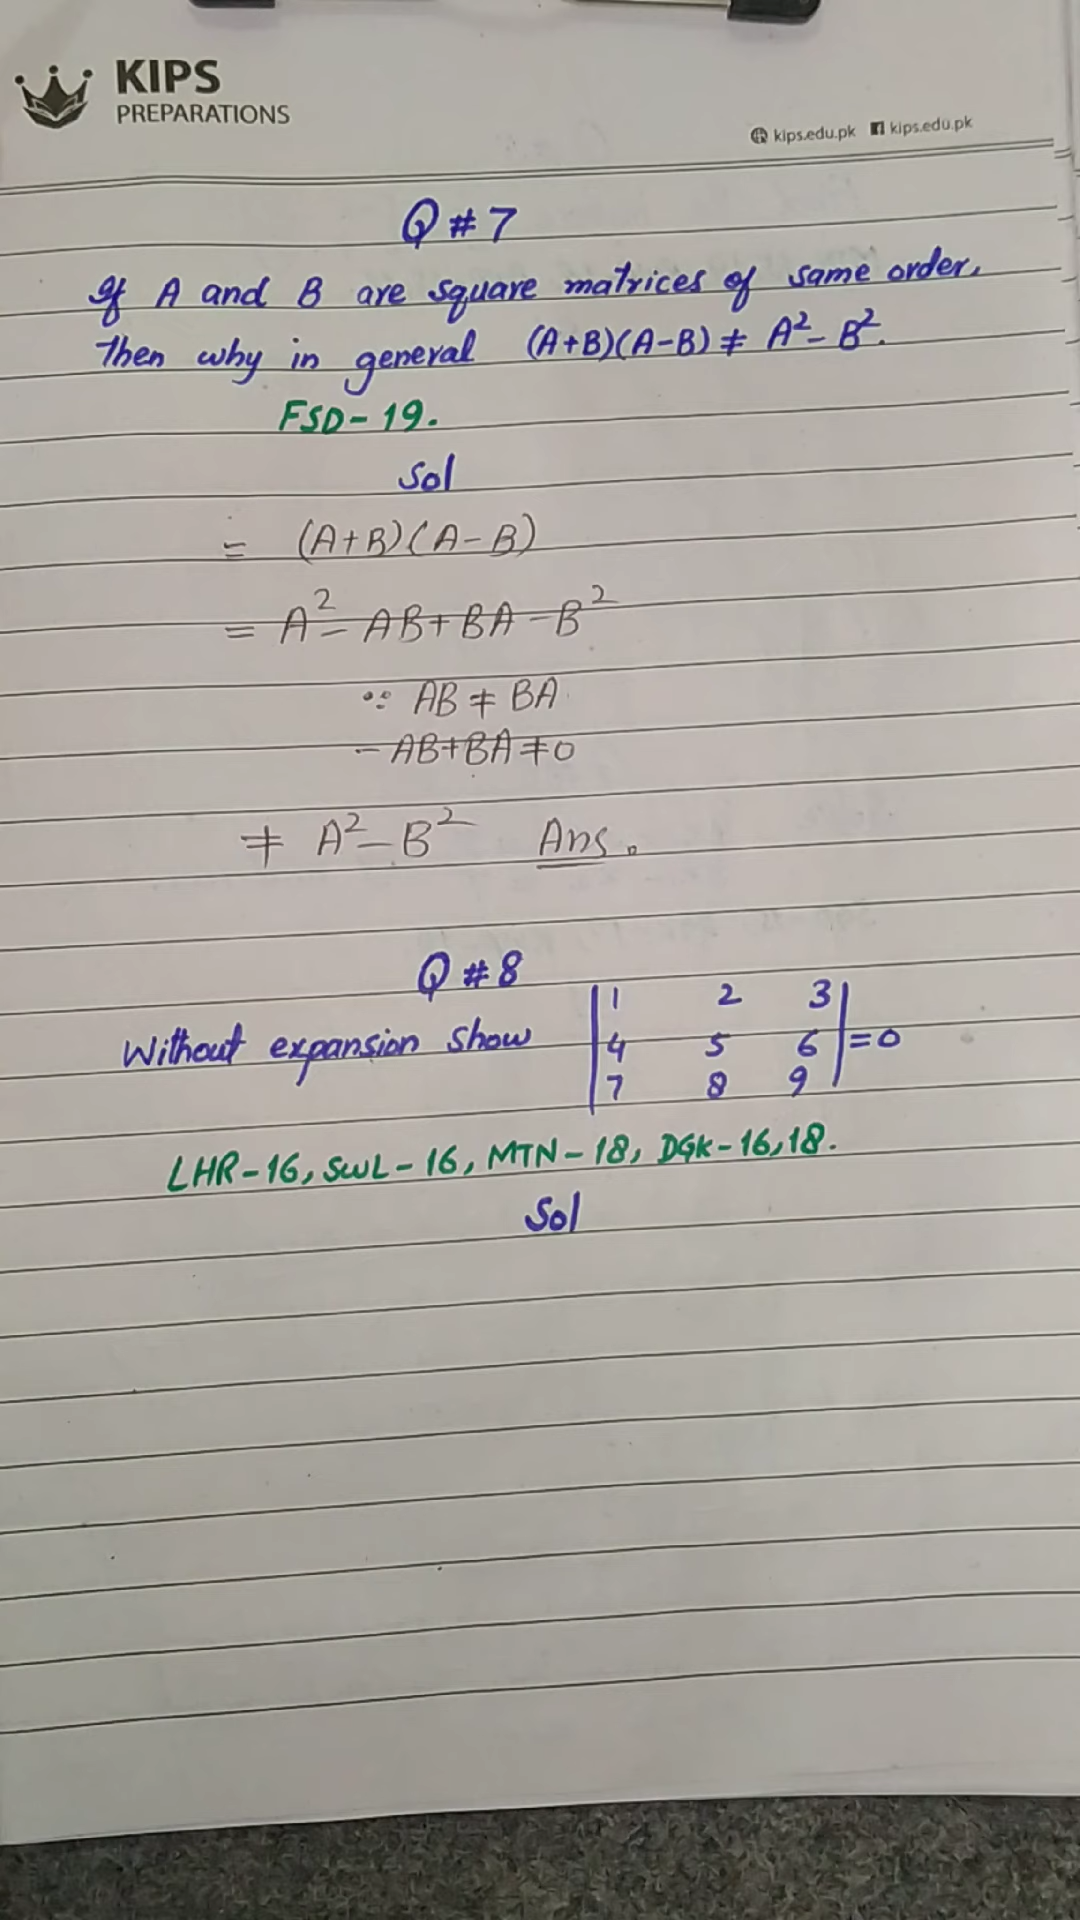 KIPS
PREPARATIONS
kips.edu.pk kips.edu.pk
Q # 7
If A and B are square matrices of same order.
Then why in general (A+B)(A-B) ≠ A²- B².
FSD- 19.
Sol
= (A+B)(A-B)
= A²- AB+BA-B²
∵ AB ≠ BA
-AB+BA≠0
≠ A²-B² Ans.
Q # 8
Without expansion show |1 2 3|
|4 5 6|=0
|7 8 9|
LHR-16, SWL-16, MTN-18, DGK-16,18.
Sol